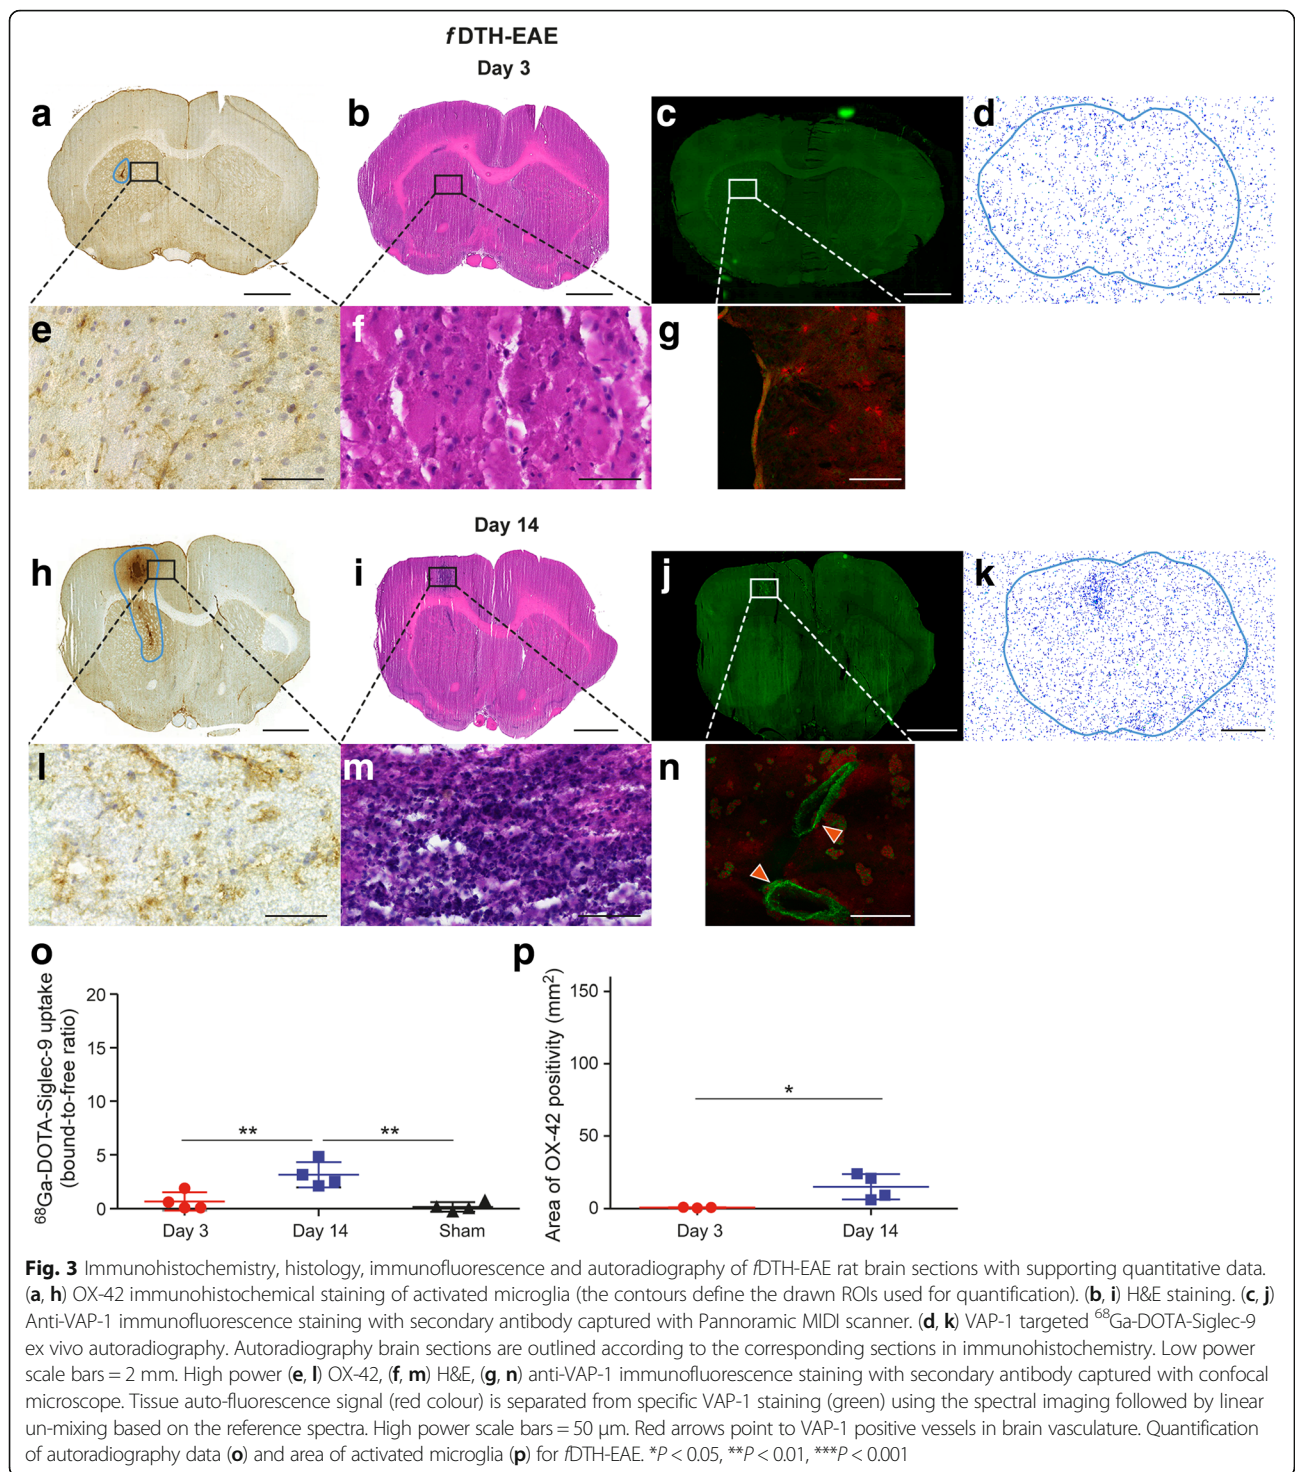 fDTH-EAE
Day 3
a
b
c
d
e
f
g
Day 14
h
i
j
k
l
m
n
o
p
⁶⁸Ga-DOTA-Siglec-9 uptake
(bound-to-free ratio)
20
15
10
5
0
**
**
Day 3
Day 14
Sham
Area of OX-42 positivity (mm²)
150
100
50
0
*
Day 3
Day 14
Fig. 3 Immunohistochemistry, histology, immunofluorescence and autoradiography of fDTH-EAE rat brain sections with supporting quantitative data.
(a, h) OX-42 immunohistochemical staining of activated microglia (the contours define the drawn ROIs used for quantification). (b, i) H&E staining. (c, j)
Anti-VAP-1 immunofluorescence staining with secondary antibody captured with Pannoramic MIDI scanner. (d, k) VAP-1 targeted ⁶⁸Ga-DOTA-Siglec-9
ex vivo autoradiography. Autoradiography brain sections are outlined according to the corresponding sections in immunohistochemistry. Low power
scale bars = 2 mm. High power (e, l) OX-42, (f, m) H&E, (g, n) anti-VAP-1 immunofluorescence staining with secondary antibody captured with confocal
microscope. Tissue auto-fluorescence signal (red colour) is separated from specific VAP-1 staining (green) using the spectral imaging followed by linear
un-mixing based on the reference spectra. High power scale bars = 50 μm. Red arrows point to VAP-1 positive vessels in brain vasculature. Quantification
of autoradiography data (o) and area of activated microglia (p) for fDTH-EAE. *P < 0.05, **P < 0.01, ***P < 0.001